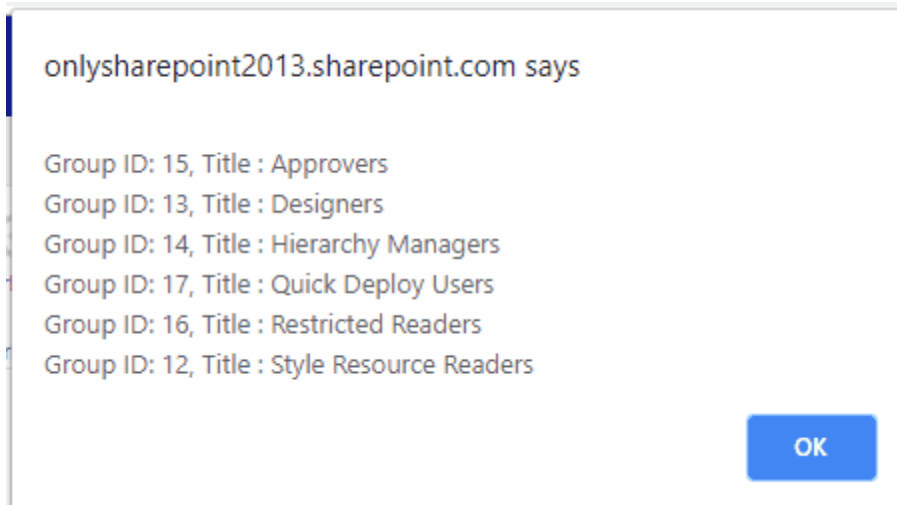 onlysharepoint2013.sharepoint.com says
Group ID: 15, Title : Approvers
Group ID: 13, Title : Designers
Group ID: 14, Title : Hierarchy Managers
Group ID: 17, Title : Quick Deploy Users
Group ID: 16, Title : Restricted Readers
Group ID: 12, Title : Style Resource Readers
OK